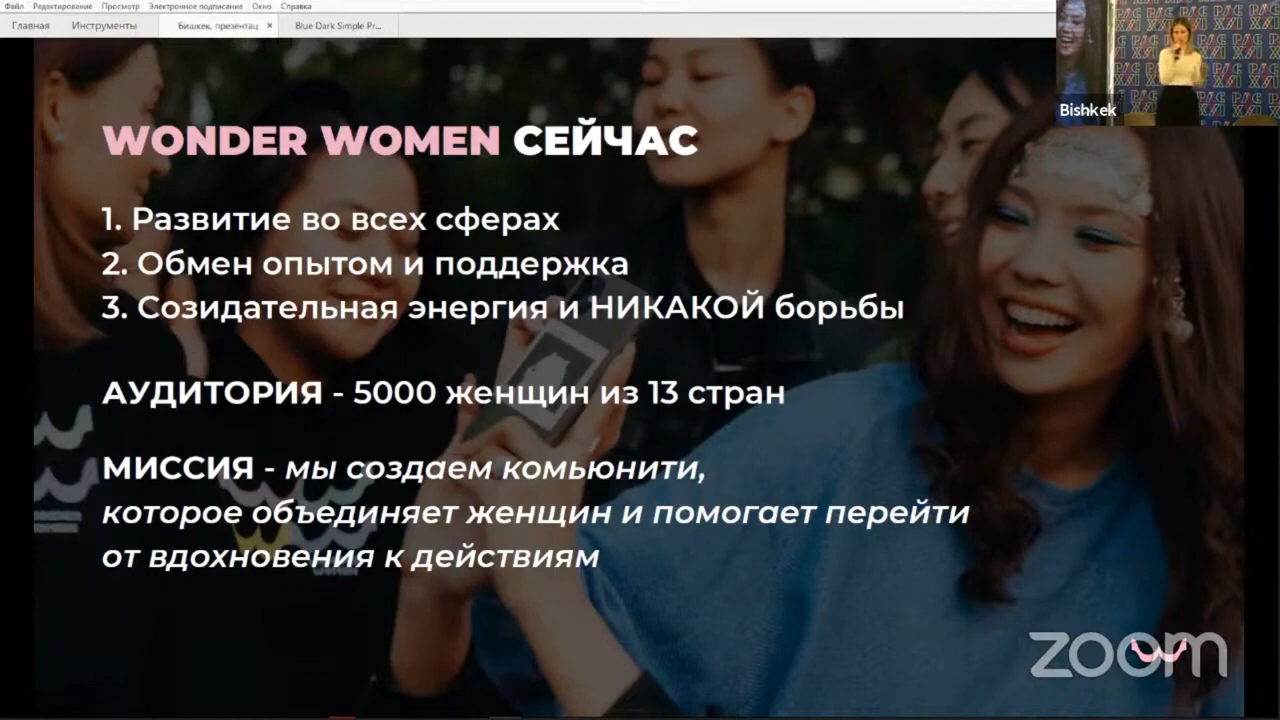 Файл Редактирование Просмотр Электронное подписание Окно Справка
Главная Инструменты Бишкек, презентац × Blue Dark Simple Pr...
Bishkek
WONDER WOMEN СЕЙЧАС
1. Развитие во всех сферах
2. Обмен опытом и поддержка
3. Созидательная энергия и НИКАКОЙ борьбы
АУДИТОРИЯ - 5000 женщин из 13 стран
МИССИЯ - мы создаем комьюнити,
которое объединяет женщин и помогает перейти
от вдохновения к действиям
zoom